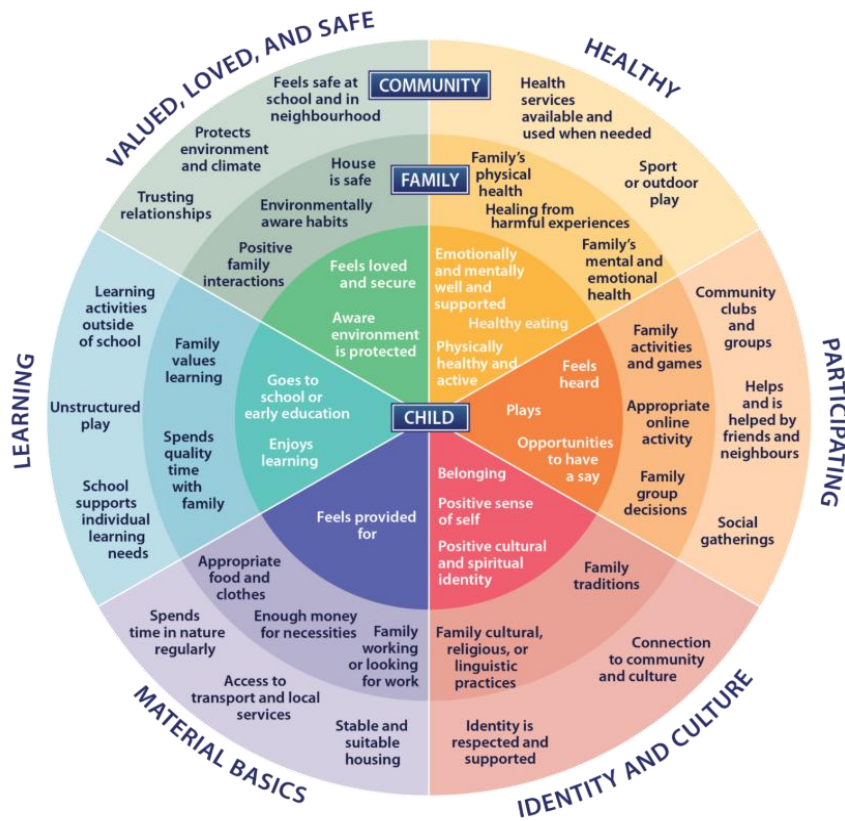 VALUED, LOVED, AND SAFE
HEALTHY
COMMUNITY
Feels safe at
school and in
neighbourhood
Protects
environment
and climate
Trusting
relationships
Health
services
available and
used when needed
Sport
or outdoor
play
FAMILY
House
is safe
Environmentally
aware habits
Positive
family
interactions
Family's
physical
health
Healing from
harmful experiences
Family's
mental and
emotional
health
Feels loved
and secure
Aware
environment
is protected
Emotionally
and mentally
well and
supported
Healthy eating
Physically
healthy and
active
LEARNING
Learning
activities
outside
of school
Unstructured
play
School
supports
individual
learning
needs
Family
values
learning
Spends
quality
time
with
family
Goes to
school or
early education
Enjoys
learning
CHILD
Feels
heard
Plays
Opportunities
to have
a say
Family
activities
and games
Appropriate
online
activity
Family
group
decisions
Community
clubs
and
groups
Helps
and is
helped by
friends and
neighbours
Social
gatherings
PARTICIPATING
Feels provided
for
Appropriate
food and
clothes
Enough money
for necessities
Family
working
or looking
for work
Spends
time in nature
regularly
Access to
transport and local
services
Stable and
suitable
housing
MATERIAL BASICS
Belonging
Positive sense
of self
Positive cultural
and spiritual
identity
Family
traditions
Family cultural,
religious, or
linguistic
practices
Connection
to community
and culture
Identity is
respected and
supported
IDENTITY AND CULTURE